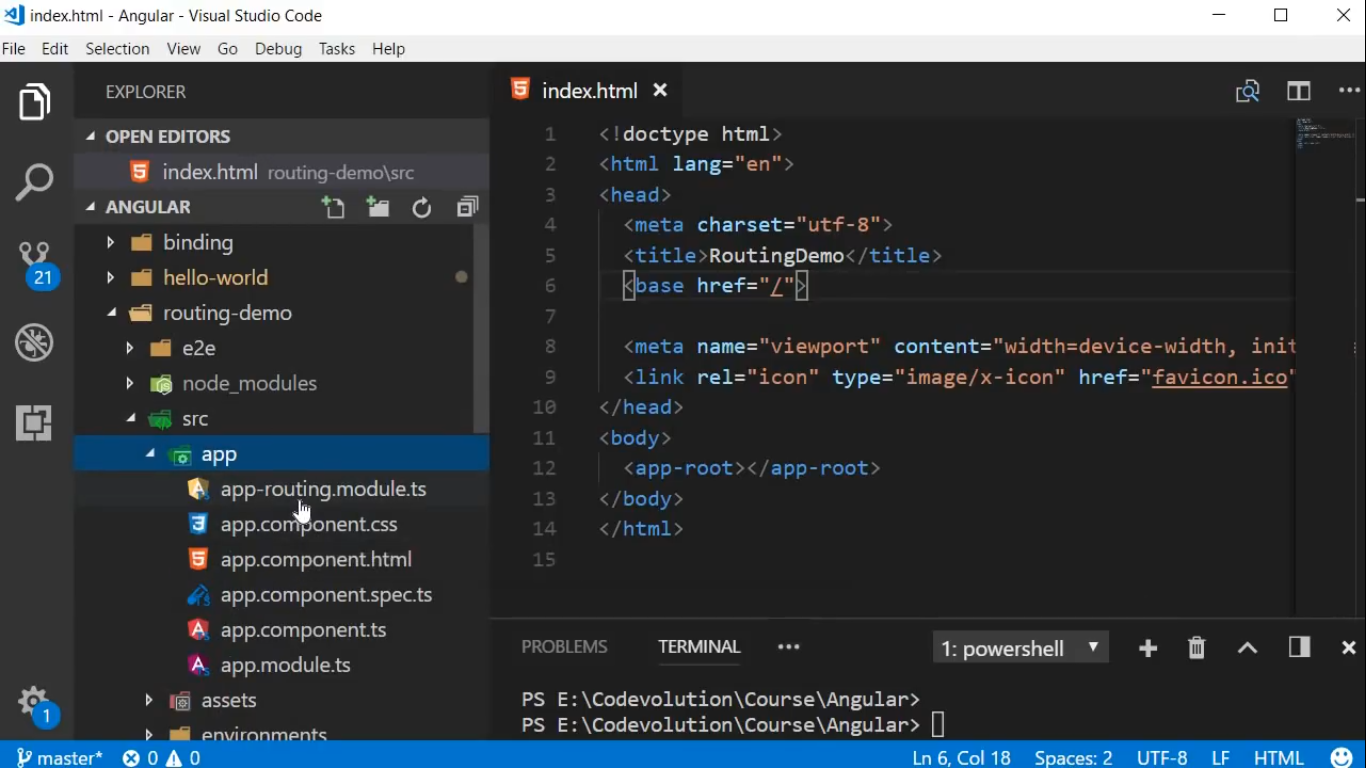 index.html - Angular - Visual Studio Code
File Edit Selection View Go Debug Tasks Help
EXPLORER
OPEN EDITORS
index.html routing-demo\src
ANGULAR
binding
hello-world
routing-demo
e2e
node_modules
src
app
app-routing.module.ts
app.component.css
app.component.html
app.component.spec.ts
app.component.ts
app.module.ts
assets
environments
21
1
index.html
1 <!doctype html>
2 <html lang="en">
3 <head>
4 <meta charset="utf-8">
5 <title>RoutingDemo</title>
6 <base href="/">
7
8 <meta name="viewport" content="width=device-width, init
9 <link rel="icon" type="image/x-icon" href="favicon.ico"
10 </head>
11 <body>
12 <app-root></app-root>
13 </body>
14 </html>
15
PROBLEMS TERMINAL ••• 1: powershell
PS E:\Codevolution\Course\Angular>
PS E:\Codevolution\Course\Angular>
master* 0 0 Ln 6, Col 18 Spaces: 2 UTF-8 LF HTML